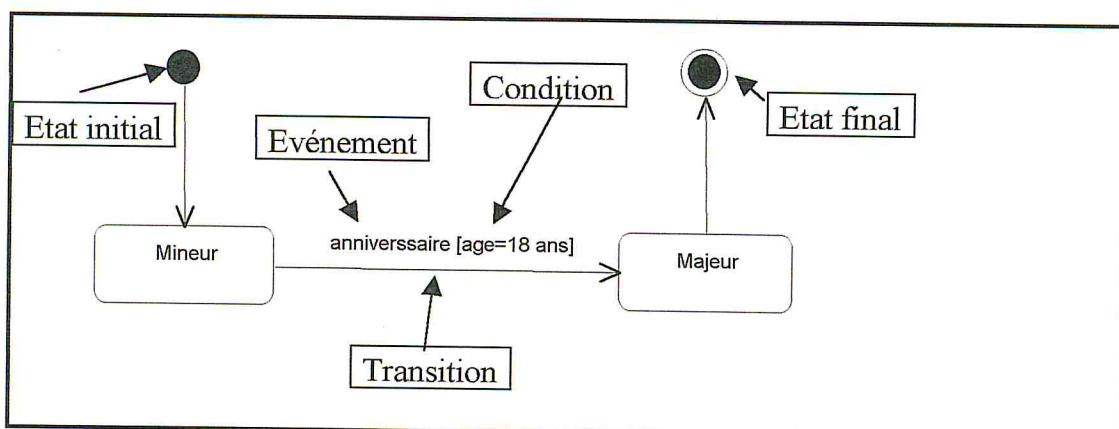 Condition
Etat initial
Etat final
Evénement
anniverssaire [age=18 ans]
Mineur
Majeur
Transition